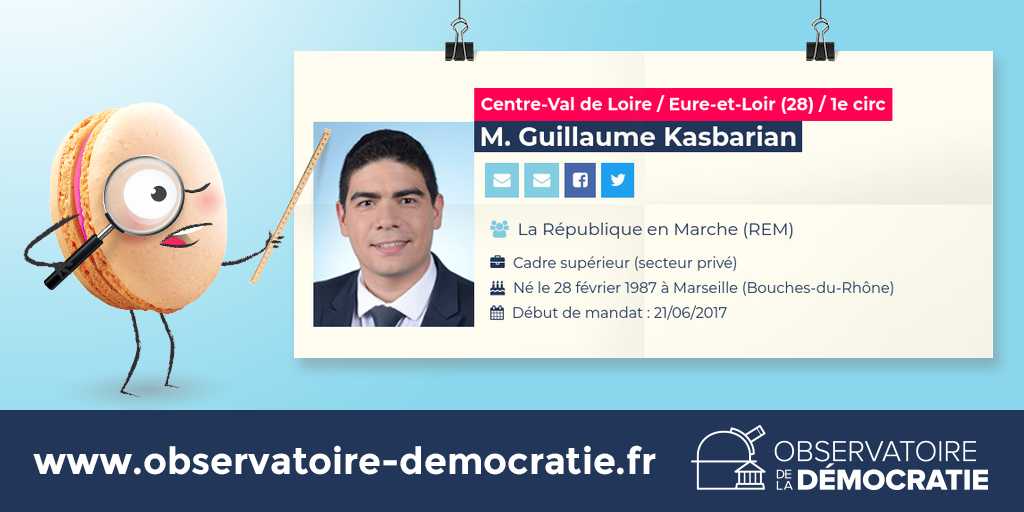 Centre-Val de Loire / Eure-et-Loir (28) / 1e circ
M. Guillaume Kasbarian
La République en Marche (REM)
Cadre supérieur (secteur privé)
Né le 28 février 1987 à Marseille (Bouches-du-Rhône)
Début de mandat : 21/06/2017
www.observatoire-democratie.fr
OBSERVATOIRE
DE LA DÉMOCRATIE